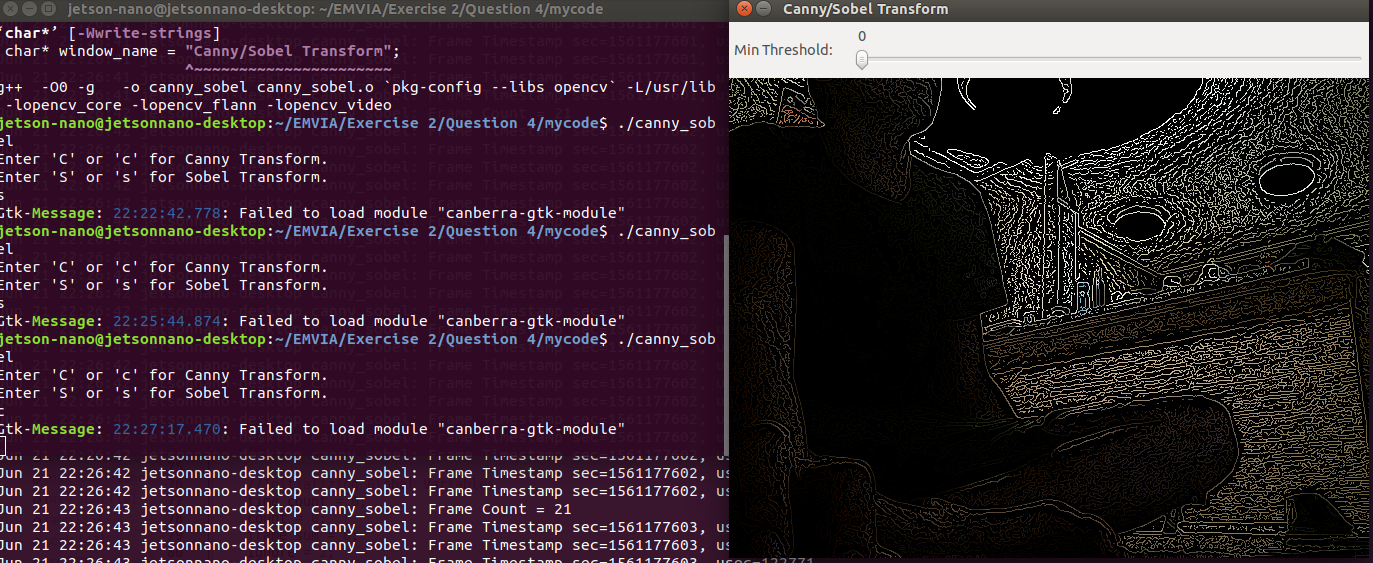 jetson-nano@jetsonnano-desktop: ~/EMVIA/Exercise 2/Question 4/mycode
‘char*’ [-Wwrite-strings]
char* window_name = "Canny/Sobel Transform";
^~~~~~~~~~~~~~~~~~~~~~~
g++  -O0 -g   -o canny_sobel canny_sobel.o `pkg-config --libs opencv` -L/usr/lib
-lopencv_core -lopencv_flann -lopencv_video
jetson-nano@jetsonnano-desktop:~/EMVIA/Exercise 2/Question 4/mycode$ ./canny_sob
el
Enter 'C' or 'c' for Canny Transform.
Enter 'S' or 's' for Sobel Transform.
s
Gtk-Message: 22:22:42.778: Failed to load module "canberra-gtk-module"
jetson-nano@jetsonnano-desktop:~/EMVIA/Exercise 2/Question 4/mycode$ ./canny_sob
el
Enter 'C' or 'c' for Canny Transform.
Enter 'S' or 's' for Sobel Transform.
s
Gtk-Message: 22:25:44.874: Failed to load module "canberra-gtk-module"
jetson-nano@jetsonnano-desktop:~/EMVIA/Exercise 2/Question 4/mycode$ ./canny_sob
el
Enter 'C' or 'c' for Canny Transform.
Enter 'S' or 's' for Sobel Transform.
c
Gtk-Message: 22:27:17.470: Failed to load module "canberra-gtk-module"
Jun 21 22:26:42 jetsonnano-desktop canny_sobel: Frame Timestamp sec=1561177602, u
Jun 21 22:26:42 jetsonnano-desktop canny_sobel: Frame Timestamp sec=1561177602, us
Jun 21 22:26:42 jetsonnano-desktop canny_sobel: Frame Timestamp sec=1561177602, us
Jun 21 22:26:43 jetsonnano-desktop canny_sobel: Frame Count = 21
Jun 21 22:26:43 jetsonnano-desktop canny_sobel: Frame Timestamp sec=1561177603, us
Jun 21 22:26:43 jetsonnano-desktop canny_sobel: Frame Timestamp sec=1561177603, us
Jun 21 22:26:43 jetsonnano-desktop canny_sobel: Frame Timestamp sec=1561177603, usec=122771
Canny/Sobel Transform
0
Min Threshold: